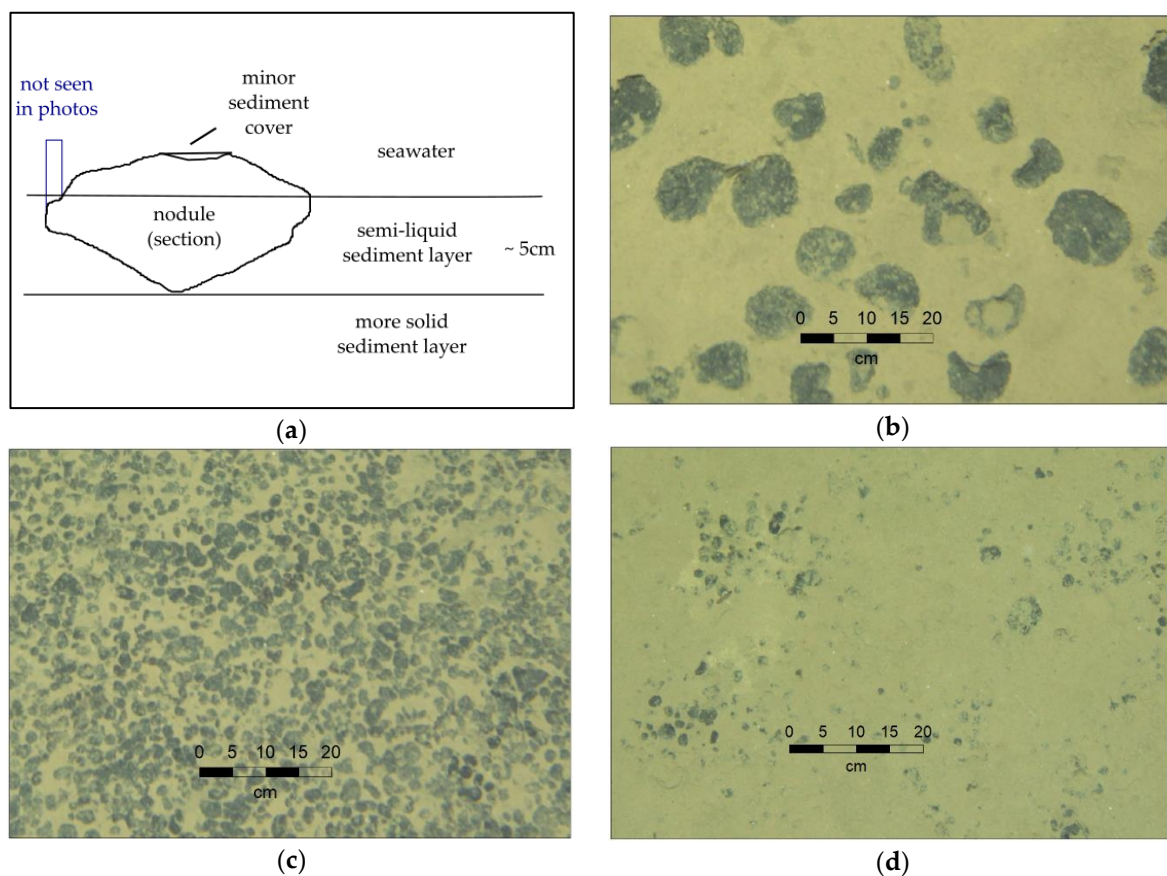 not seen
in photos
minor
sediment
cover
seawater
nodule
(section)
semi-liquid
sediment layer
~ 5cm
more solid
sediment layer
(a)
0 5 10 15 20
cm
(b)
0 5 10 15 20
cm
(c)
0 5 10 15 20
cm
(d)